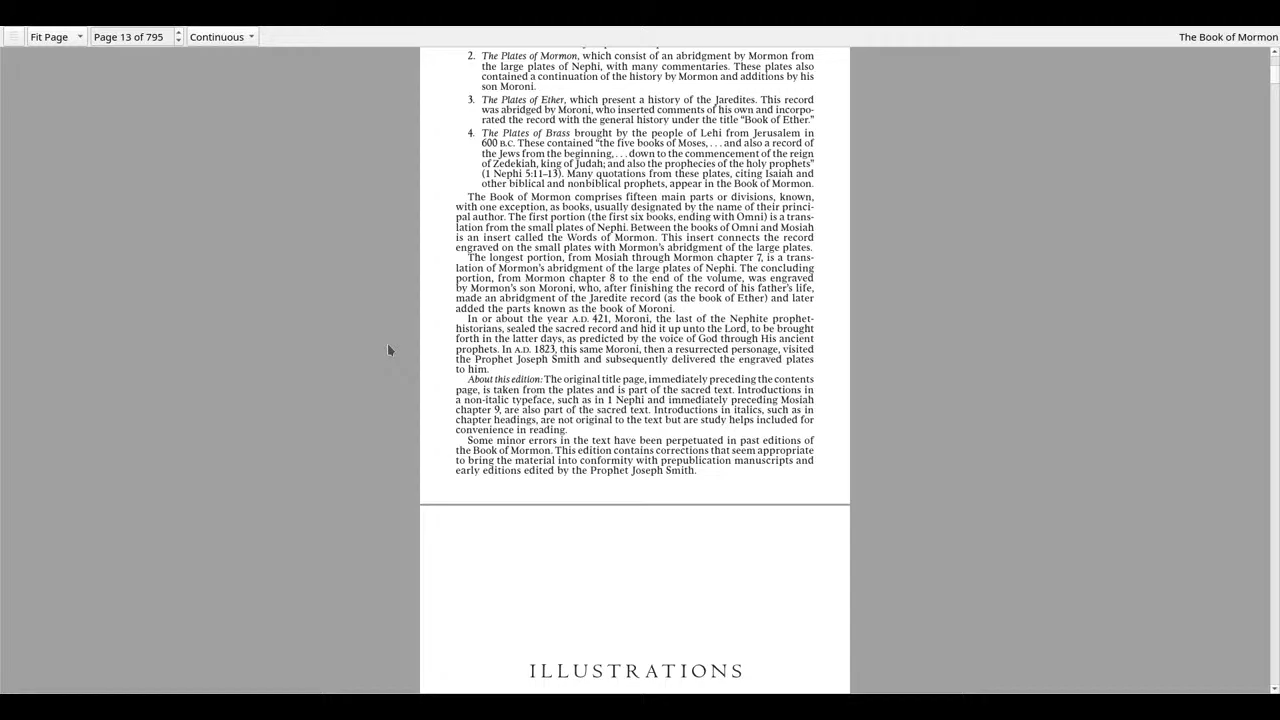 Fit Page
Page 13 of 795
Continuous
The Book of Mormon
2. The Plates of Mormon, which consist of an abridgment by Mormon from
the large plates of Nephi, with many commentaries. These plates also
contained a continuation of the history by Mormon and additions by his
son Moroni.
3. The Plates of Ether, which present a history of the Jaredites. This record
was abridged by Moroni, who inserted comments of his own and incorpo-
rated the record with the general history under the title “Book of Ether.”
4. The Plates of Brass brought by the people of Lehi from Jerusalem in
600 B.C. These contained “the five books of Moses, . . . and also a record of
the Jews from the beginning, . . . down to the commencement of the reign
of Zedekiah, king of Judah; and also the prophecies of the holy prophets”
(1 Nephi 5:11–13). Many quotations from these plates, citing Isaiah and
other biblical and nonbiblical prophets, appear in the Book of Mormon.
The Book of Mormon comprises fifteen main parts or divisions, known,
with one exception, as books, usually designated by the name of their princi-
pal author. The first portion (the first six books, ending with Omni) is a trans-
lation from the small plates of Nephi. Between the books of Omni and Mosiah
is an insert called the Words of Mormon. This insert connects the record
engraved on the small plates with Mormon’s abridgment of the large plates.
The longest portion, from Mosiah through Mormon chapter 7, is a trans-
lation of Mormon’s abridgment of the large plates of Nephi. The concluding
portion, from Mormon chapter 8 to the end of the volume, was engraved
by Mormon’s son Moroni, who, after finishing the record of his father’s life,
made an abridgment of the Jaredite record (as the book of Ether) and later
added the parts known as the book of Moroni.
In or about the year A.D. 421, Moroni, the last of the Nephite prophet-
historians, sealed the sacred record and hid it up unto the Lord, to be brought
forth in the latter days, as predicted by the voice of God through His ancient
prophets. In A.D. 1823, this same Moroni, then a resurrected personage, visited
the Prophet Joseph Smith and subsequently delivered the engraved plates
to him.
About this edition: The original title page, immediately preceding the contents
page, is taken from the plates and is part of the sacred text. Introductions in
a non-italic typeface, such as in 1 Nephi and immediately preceding Mosiah
chapter 9, are also part of the sacred text. Introductions in italics, such as in
chapter headings, are not original to the text but are study helps included for
convenience in reading.
Some minor errors in the text have been perpetuated in past editions of
the Book of Mormon. This edition contains corrections that seem appropriate
to bring the material into conformity with prepublication manuscripts and
early editions edited by the Prophet Joseph Smith.
ILLUSTRATIONS